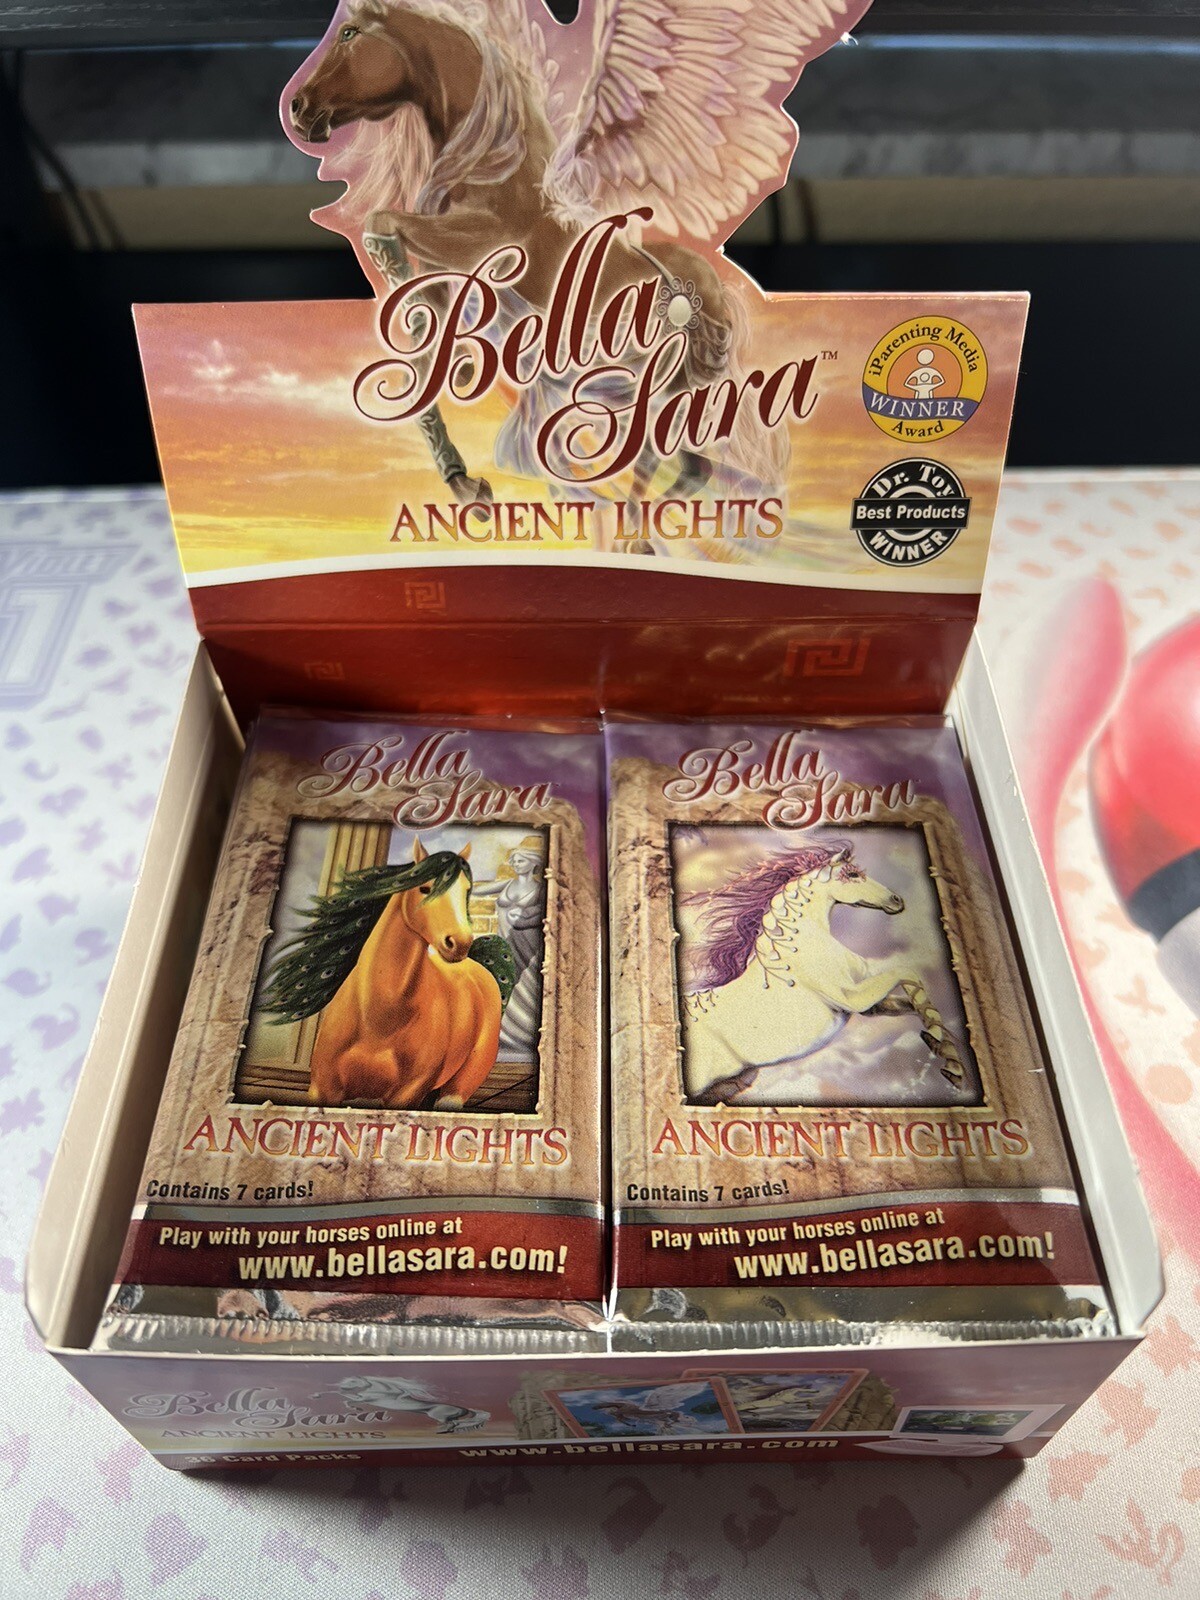 Bella
Sara™
ANCIENT LIGHTS
iParenting Media
WINNER
Award
Dr. Toy
Best Products
WINNER
Bella
Sara
ANCIENT LIGHTS
Contains 7 cards!
Play with your horses online at
www.bellasara.com!
Bella
Sara
ANCIENT LIGHTS
Contains 7 cards!
Play with your horses online at
www.bellasara.com!
Bella
Sara
ANCIENT LIGHTS
36 Card Packs
www.bellasara.com